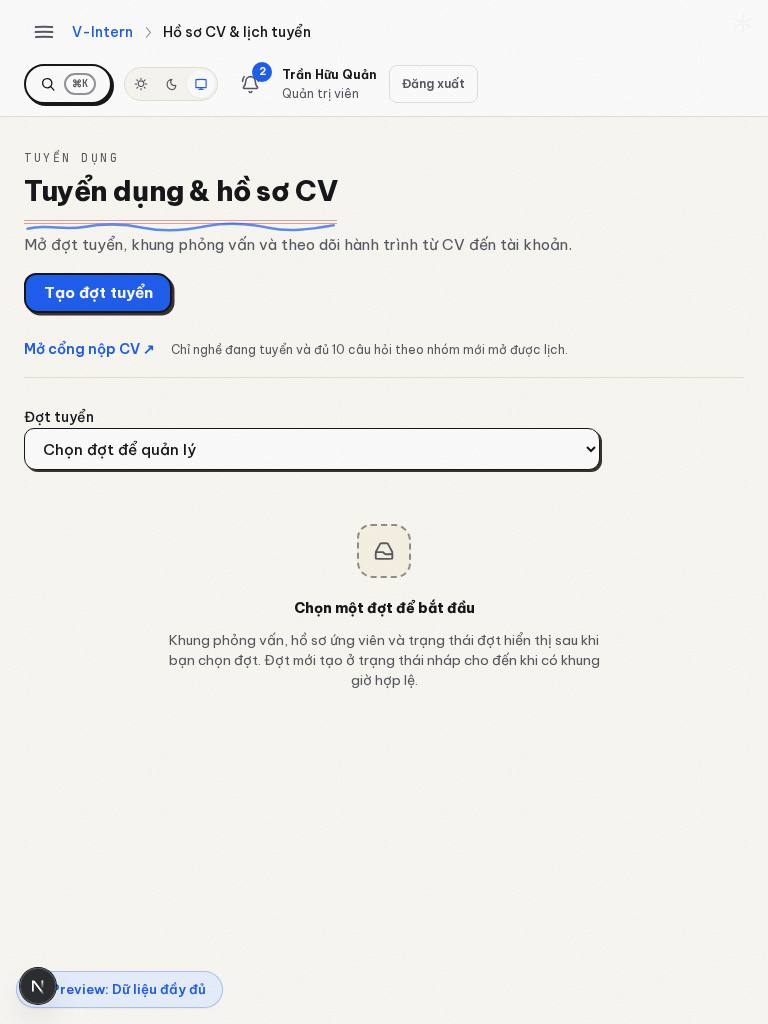 V-Intern > Hồ sơ CV & lịch tuyển
⌘K
2
Trần Hữu Quản
Quản trị viên
Đăng xuất
TUYỂN DỤNG
Tuyển dụng & hồ sơ CV
Mở đợt tuyển, khung phỏng vấn và theo dõi hành trình từ CV đến tài khoản.
Tạo đợt tuyển
Mở cổng nộp CV ↗ Chỉ nghề đang tuyển và đủ 10 câu hỏi theo nhóm mới mở được lịch.
Đợt tuyển
Chọn đợt để quản lý
Chọn một đợt để bắt đầu
Khung phỏng vấn, hồ sơ ứng viên và trạng thái đợt hiển thị sau khi
bạn chọn đợt. Đợt mới tạo ở trạng thái nháp cho đến khi có khung
giờ hợp lệ.
N
Preview: Dữ liệu đầy đủ